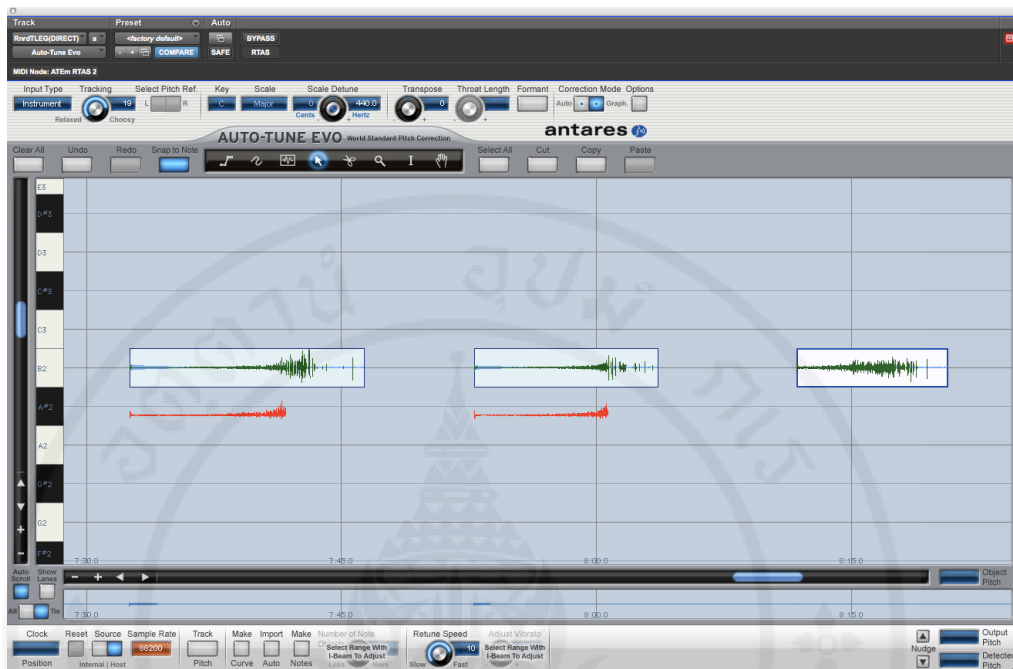 Track Preset Auto
RnrdTLEG(DIRECT) a <factory default> BYPASS
Auto-Tune Evo - + COMPARE SAFE RTAS
MIDI Node: ATEm RTAS 2
Input Type Tracking Select Pitch Ref. Key Scale Scale Detune Transpose Throat Length Formant Correction Mode Options
Instrument 19 L R C Major 0 440.0 0 Auto Graph.
Relaxed Choosy Cents Hertz - + - +
AUTO-TUNE EVO World Standard Pitch Correction antares
Clear All Undo Redo Snap to Note Select All Cut Copy Paste
E3
D#3
D3
C#3
C3
B2
A#2
A2
G#2
G2
F#2
7:30.0 7:45.0 8:00.0 8:15.0
Auto Scroll Show Lanes - + Object Pitch
All Tie 7:30.0 7:45.0 8:00.0 8:15.0
Clock Reset Source Sample Rate Track Make Import Make Number of Note Retune Speed Adjust Vibrato Output Pitch
88200 Select Range With I-Beam To Adjust 10 Select Range With I-Beam To Adjust Nudge
Position Internal | Host Pitch Curve Auto Notes Less More Slow Fast Detected Pitch